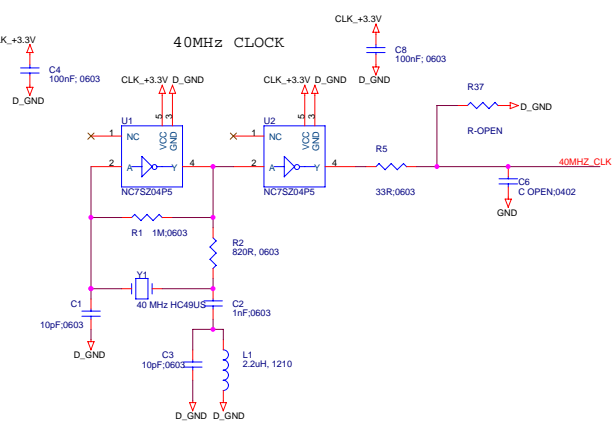 CLK_+3.3V
LK_+3.3V
40MHz CLOCK
C4
100nF; 0603
C8
100nF; 0603
D_GND
D_GND
CLK_+3.3V D_GND
CLK_+3.3V D_GND
R37
D_GND
R-OPEN
U1
U2
5
3
5
3
1
NC
VCC
GND
1
NC
VCC
GND
R5
2
A
Y
4
2
A
Y
4
40MHZ_CLK
NC7SZ04P5
NC7SZ04P5
33R;0603
C6
C OPEN;0402
GND
R1 1M;0603
R2
820R, 0603
Y1
C1
40 MHz HC49US
C2
1nF;0603
10pF;0603
D_GND
C3
10pF;0603
L1
2.2uH, 1210
D_GND
D_GND